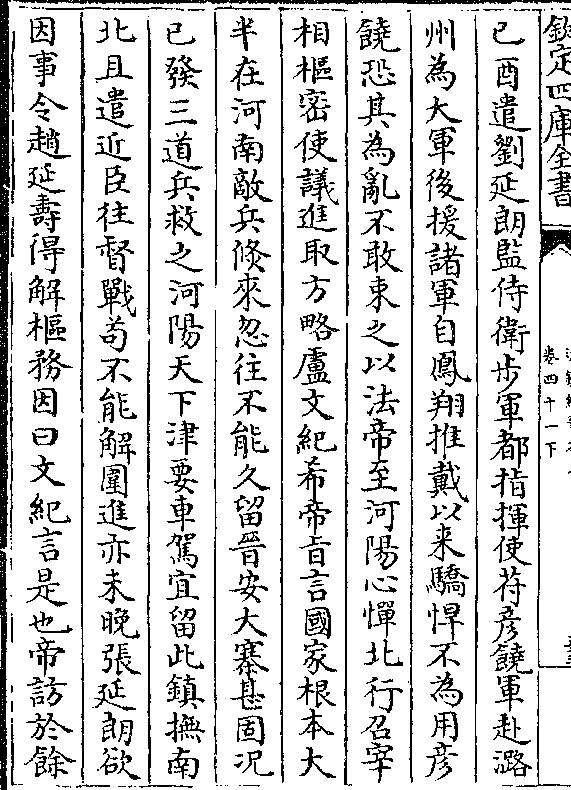 欽定四庫全書
卷四十一下
己酉遣劉延朗監侍衛步軍都指揮使苻彦饒軍赴潞
州為大軍後援諸軍自鳳翔推戴以來驕悍不為用彦
饒恐其為亂不敢束之以法帝至河陽心憚北行召宰
相樞密使議進取方略盧文紀希帝旨言國家根本大
半在河南敵兵倐來忽往不能久留晉安大寨甚固況
已發三道兵救之河陽天下津要車駕宜留此鎮撫南
北且遣近臣往督戰苟不能解圍進亦未晚張延朗欲
因事令趙延壽得解樞務因曰文紀言是也帝訪於餘